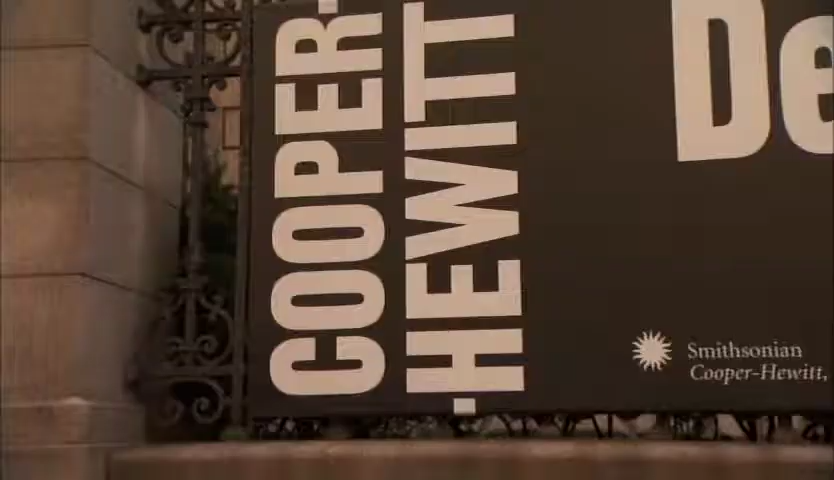 COOPER-
-HEWITT
De
Smithsonian
Cooper-Hewitt,